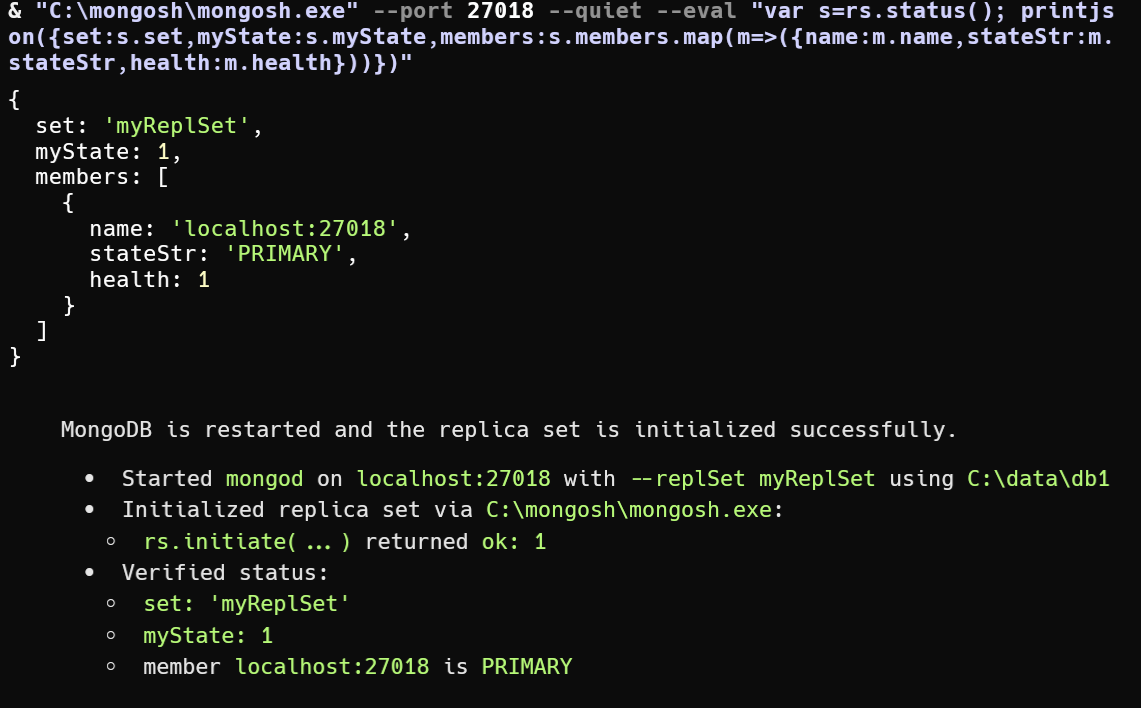 & "C:\mongosh\mongosh.exe" --port 27018 --quiet --eval "var s=rs.status(); printjs
on({set:s.set,myState:s.myState,members:s.members.map(m=>({name:m.name,stateStr:m.
stateStr,health:m.health}))})"
{
  set: 'myReplSet',
  myState: 1,
  members: [
    {
      name: 'localhost:27018',
      stateStr: 'PRIMARY',
      health: 1
    }
  ]
}
MongoDB is restarted and the replica set is initialized successfully.
• Started mongod on localhost:27018 with --replSet myReplSet using C:\data\db1
• Initialized replica set via C:\mongosh\mongosh.exe:
○ rs.initiate(...) returned ok: 1
• Verified status:
○ set: 'myReplSet'
○ myState: 1
○ member localhost:27018 is PRIMARY